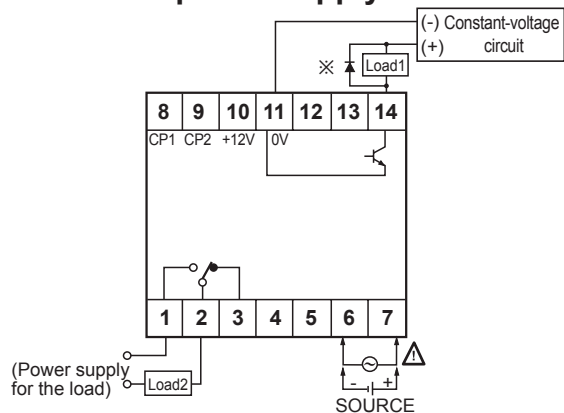 (-) Constant-voltage
(+) circuit
※ Load1
8 9 10 11 12 13 14
CP1 CP2 +12V 0V
1 2 3 4 5 6 7
(Power supply
for the load)
Load2
- +
SOURCE